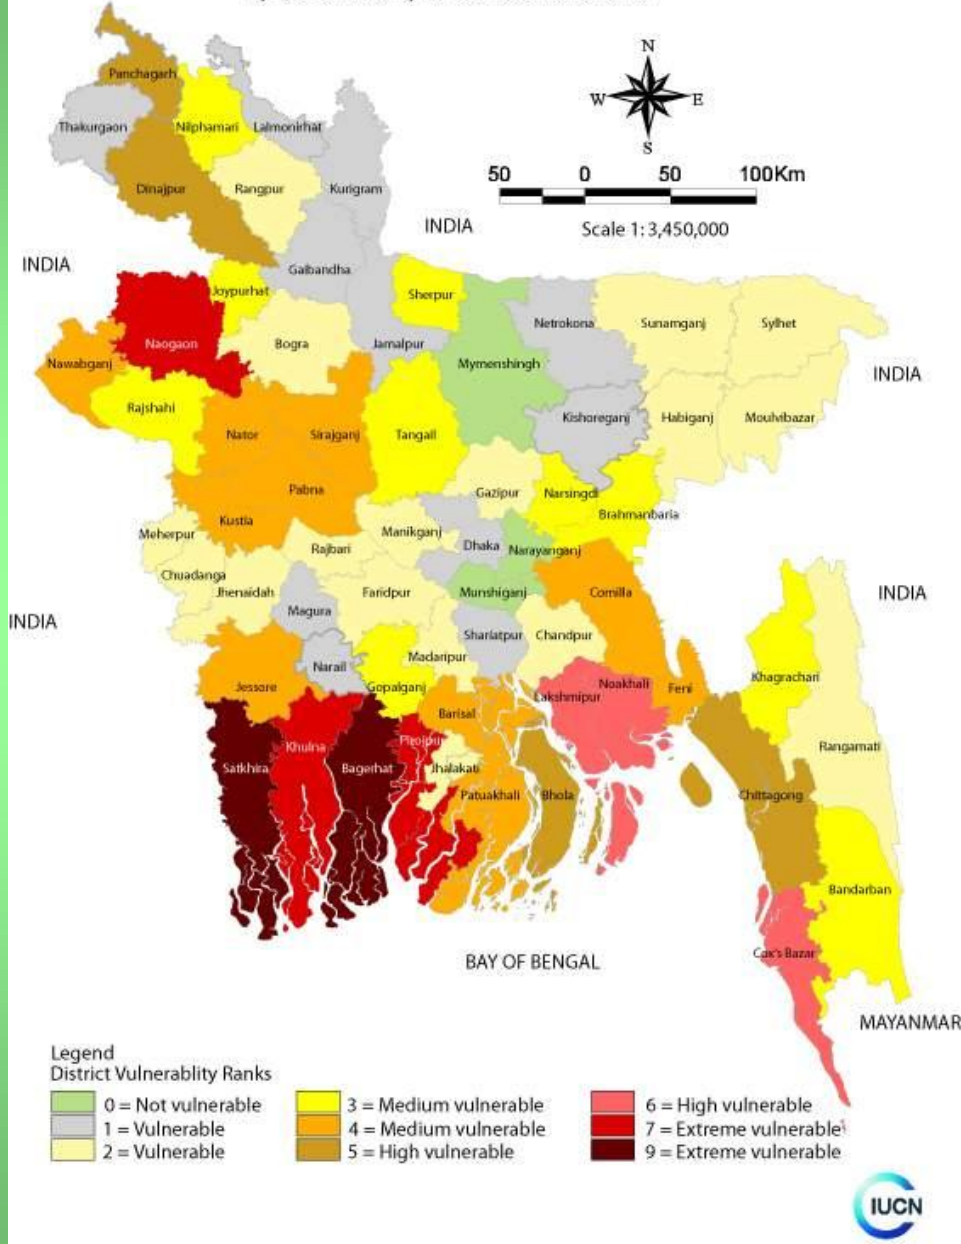 N
W E
S
50 0 50 100Km
Scale 1: 3,450,000
Panchagarh
Thakurgaon
Nilphamari
Lalmonirhat
Dinajpur
Rangpur
Kurigram
INDIA
INDIA
Gaibandha
Joypurhat
Sherpur
Netrokona
Sunamganj
Sylhet
Naogaon
Bogra
Jamalpur
Mymenshingh
Nawabganj
INDIA
Rajshahi
Nator
Sirajganj
Tangail
Kishoreganj
Habiganj
Moulvibazar
Pabna
Gazipur
Narsingdi
Brahmanbaria
Kustia
Meherpur
Manikganj
Rajbari
Dhaka
Narayanganj
Chuadanga
Jhenaidah
Faridpur
Munshiganj
Comilla
INDIA
INDIA
Magura
Shariatpur
Chandpur
Narail
Madaripur
Jessore
Gopalganj
Lakshmipur
Noakhali
Feni
Khagrachari
Barisal
Khulna
Pirojpur
Rangamati
Satkhira
Bagerhat
Jhalakati
Patuakhali
Bhola
Chittagong
Bandarban
Cox's Bazar
BAY OF BENGAL
MAYANMAR
Legend
District Vulnerablity Ranks
0 = Not vulnerable
1 = Vulnerable
2 = Vulnerable
3 = Medium vulnerable
4 = Medium vulnerable
5 = High vulnerable
6 = High vulnerable
7 = Extreme vulnerable
9 = Extreme vulnerable
IUCN